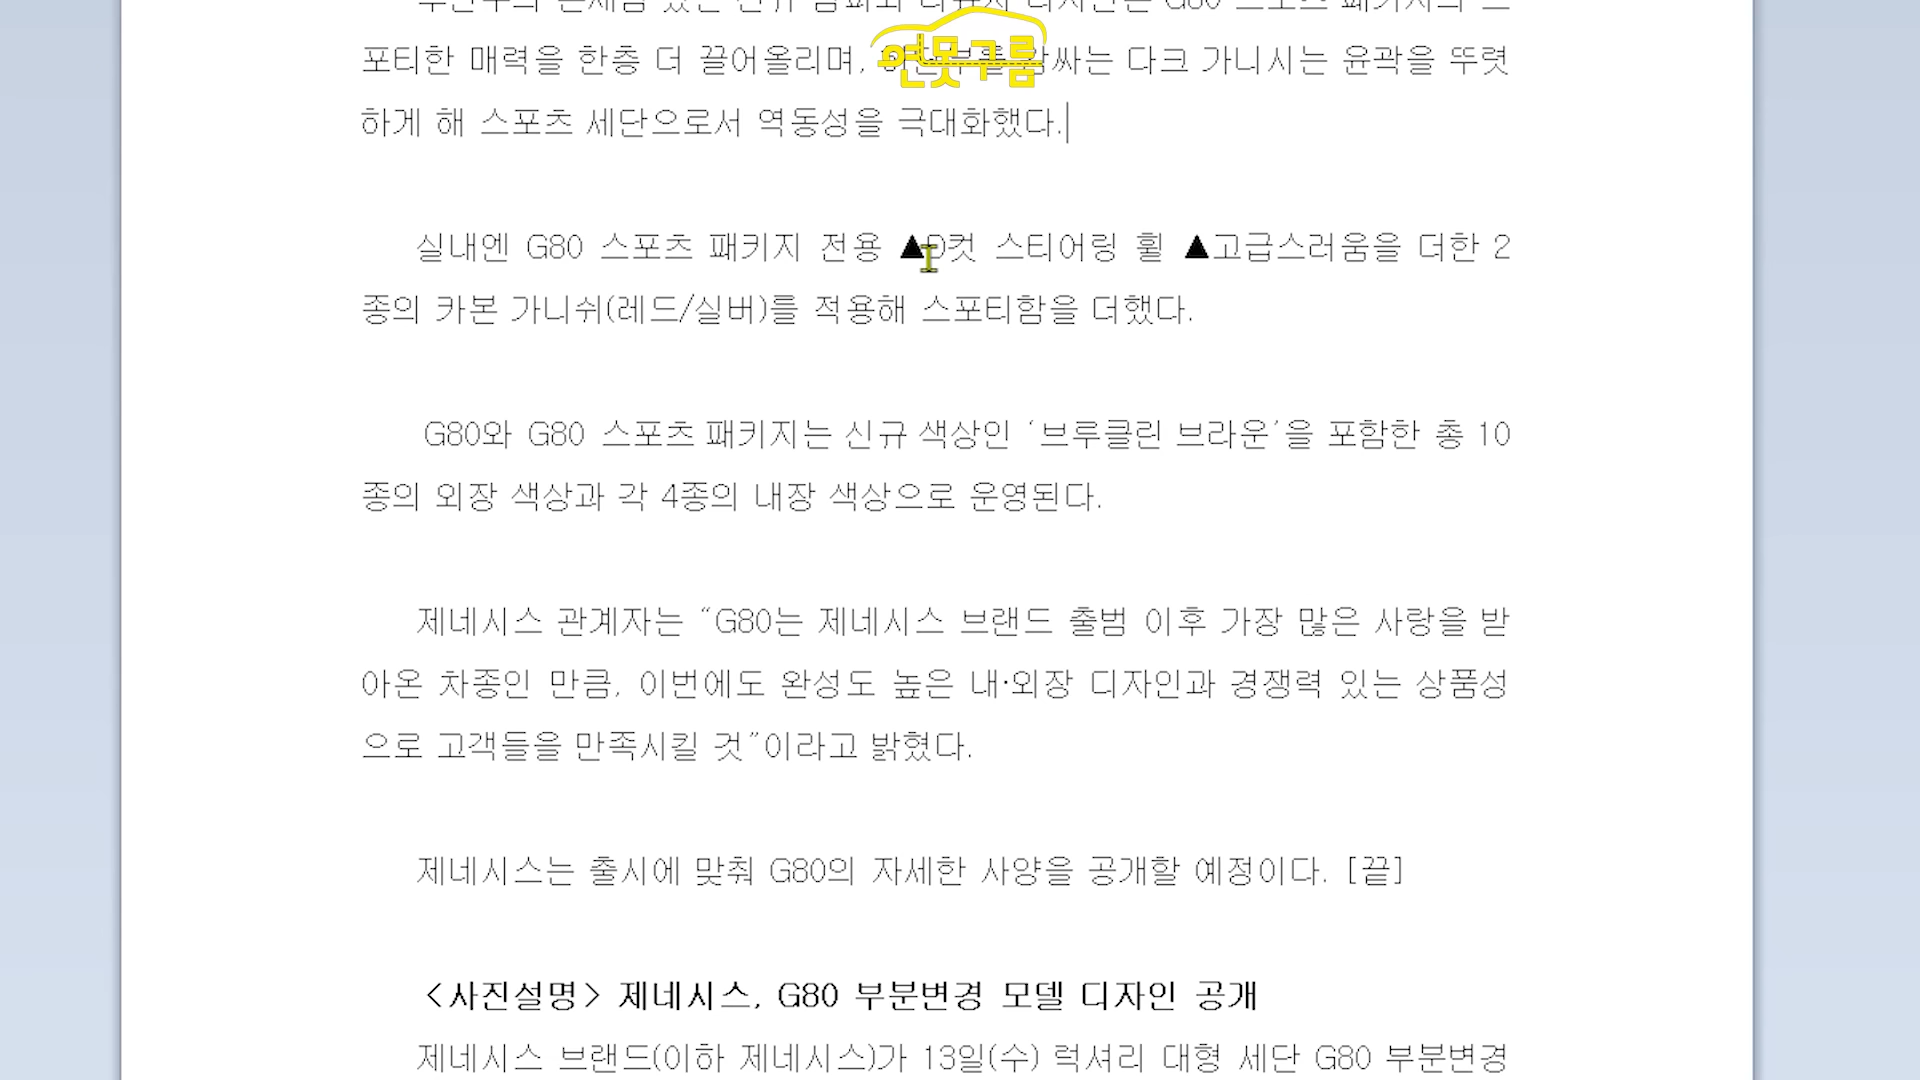 연못구름
포티한 매력을 한층 더 끌어올리며, 감싸는 다크 가니시는 윤곽을 뚜렷
하게 해 스포츠 세단으로서 역동성을 극대화했다.
실내엔 G80 스포츠 패키지 전용 ▲D컷 스티어링 휠 ▲고급스러움을 더한 2
종의 카본 가니쉬(레드/실버)를 적용해 스포티함을 더했다.
G80와 G80 스포츠 패키지는 신규 색상인 ‘브루클린 브라운’을 포함한 총 10
종의 외장 색상과 각 4종의 내장 색상으로 운영된다.
제네시스 관계자는 “G80는 제네시스 브랜드 출범 이후 가장 많은 사랑을 받
아온 차종인 만큼, 이번에도 완성도 높은 내·외장 디자인과 경쟁력 있는 상품성
으로 고객들을 만족시킬 것”이라고 밝혔다.
제네시스는 출시에 맞춰 G80의 자세한 사양을 공개할 예정이다. [끝]
<사진설명> 제네시스, G80 부분변경 모델 디자인 공개
제네시스 브랜드(이하 제네시스)가 13일(수) 럭셔리 대형 세단 G80 부분변경